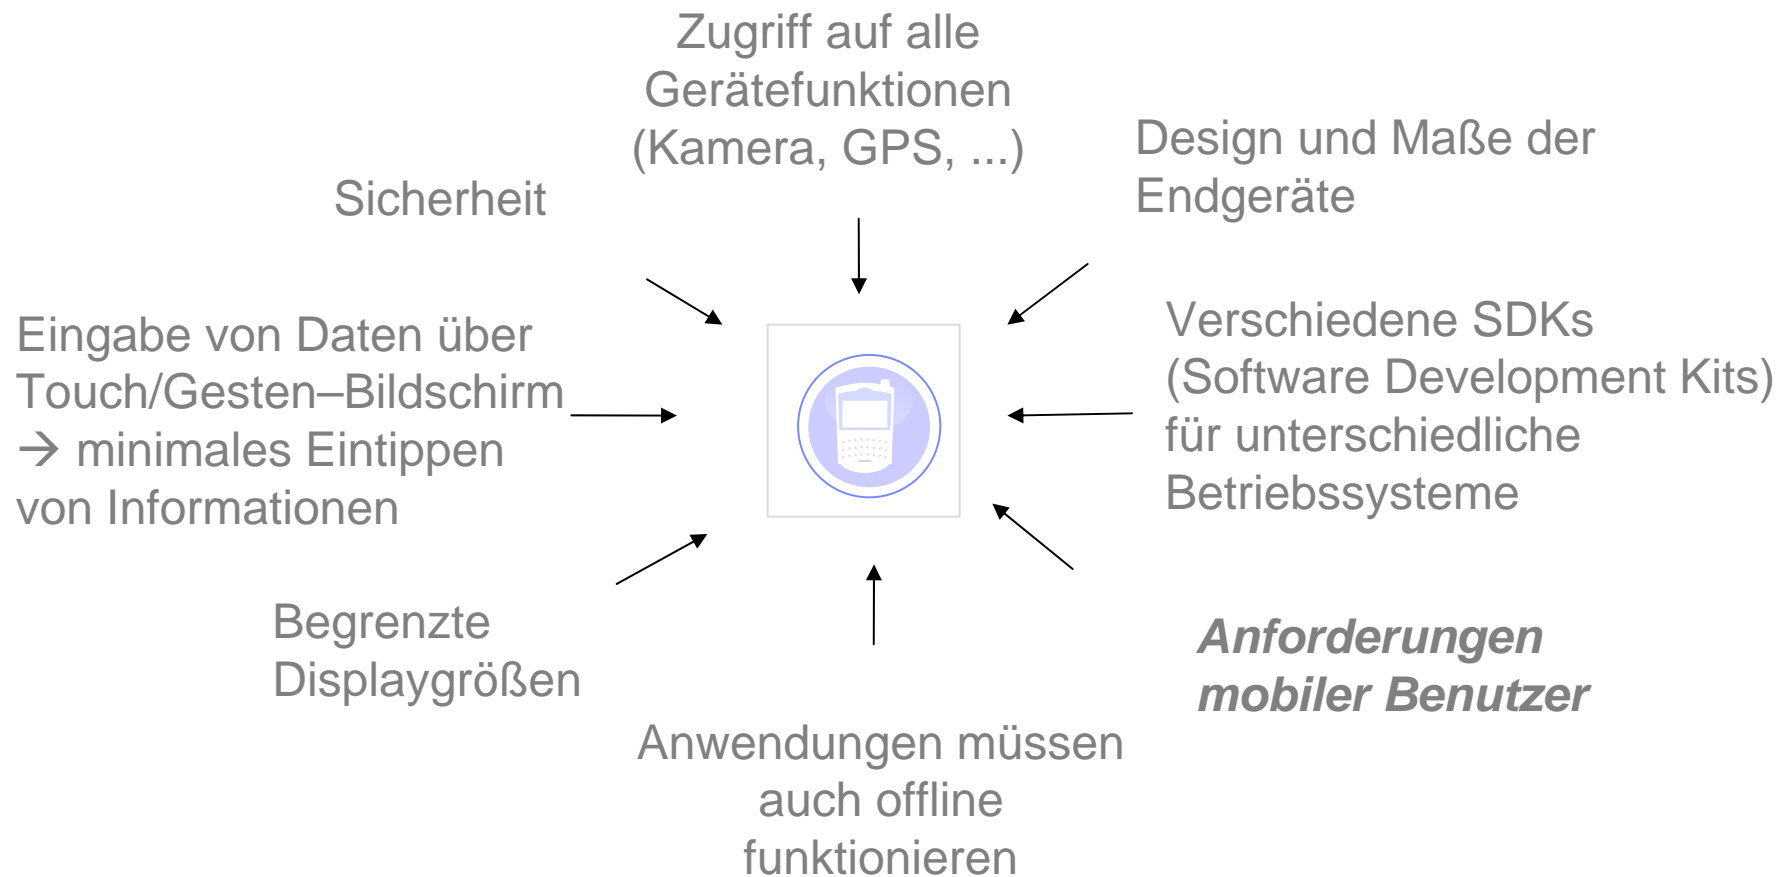 Zugriff auf alle
Gerätefunktionen
(Kamera, GPS, ...)
Design und Maße der
Endgeräte
Sicherheit
Eingabe von Daten über
Touch/Gesten–Bildschirm
→ minimales Eintippen
von Informationen
Verschiedene SDKs
(Software Development Kits)
für unterschiedliche
Betriebssysteme
Begrenzte
Displaygrößen
Anforderungen
mobiler Benutzer
Anwendungen müssen
auch offline
funktionieren